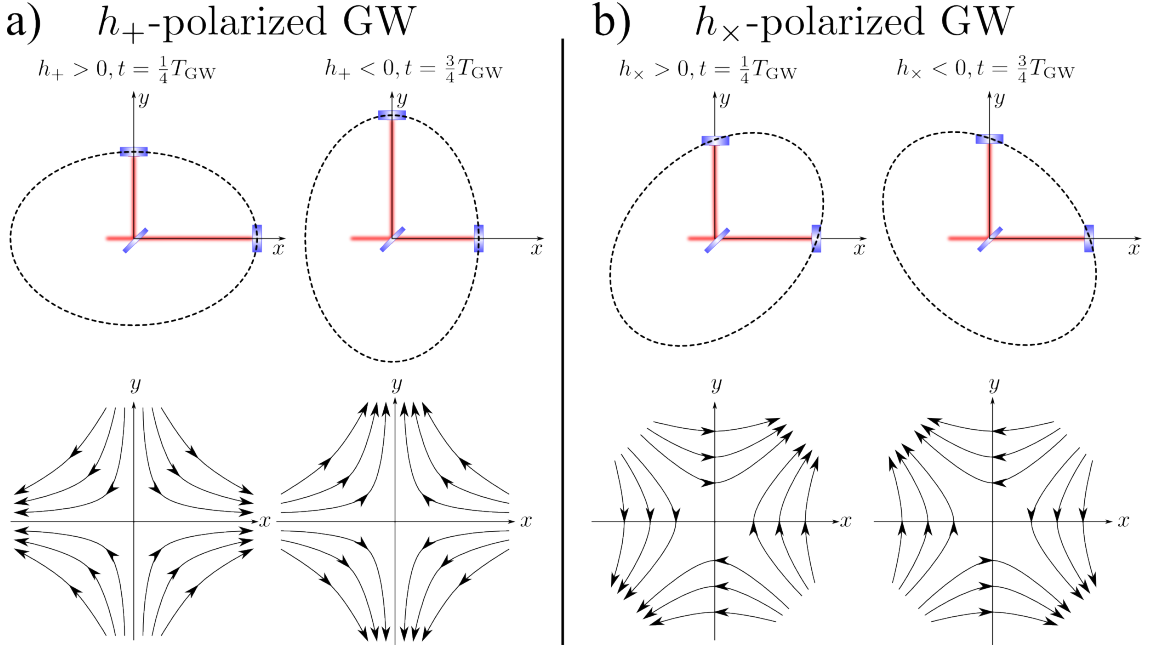 a) h₊-polarized GW
b) h×-polarized GW
h₊ > 0, t = ¼T_GW
h₊ < 0, t = ¾T_GW
h× > 0, t = ¼T_GW
h× < 0, t = ¾T_GW
y
y
y
y
x
x
x
x
y
y
y
y
x
x
x
x